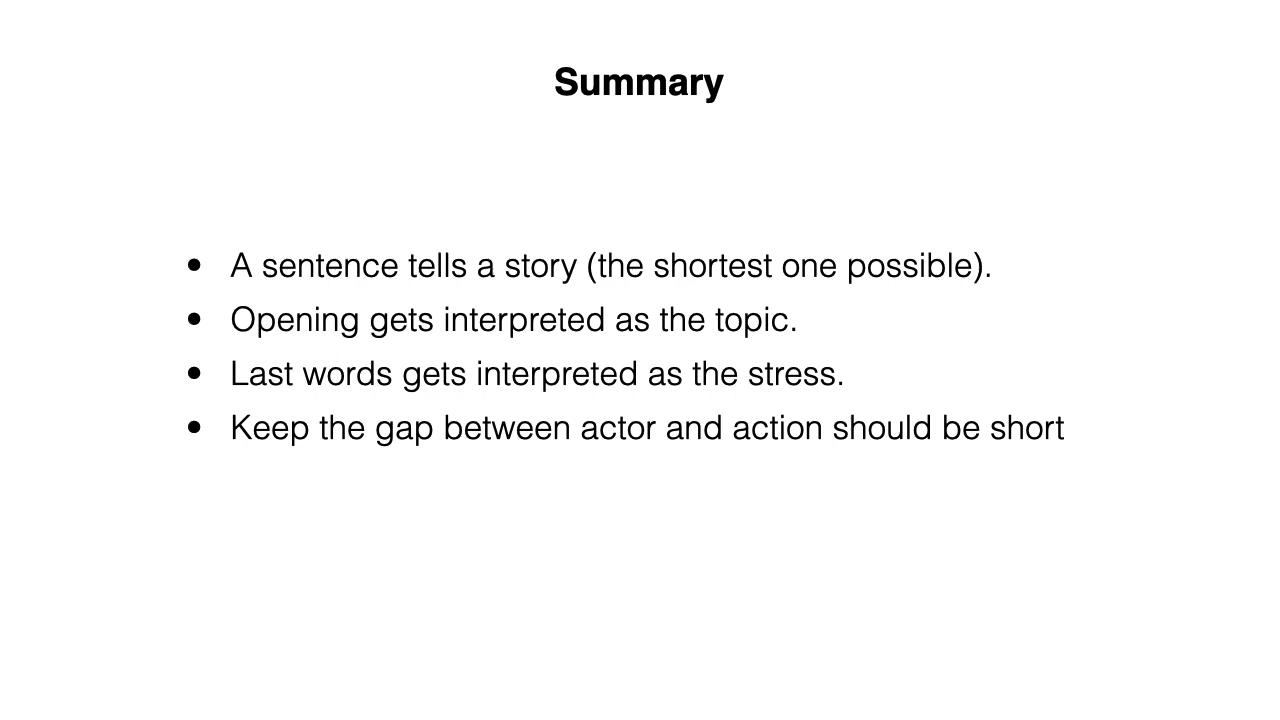 Summary
• A sentence tells a story (the shortest one possible).
• Opening gets interpreted as the topic.
• Last words gets interpreted as the stress.
• Keep the gap between actor and action should be short